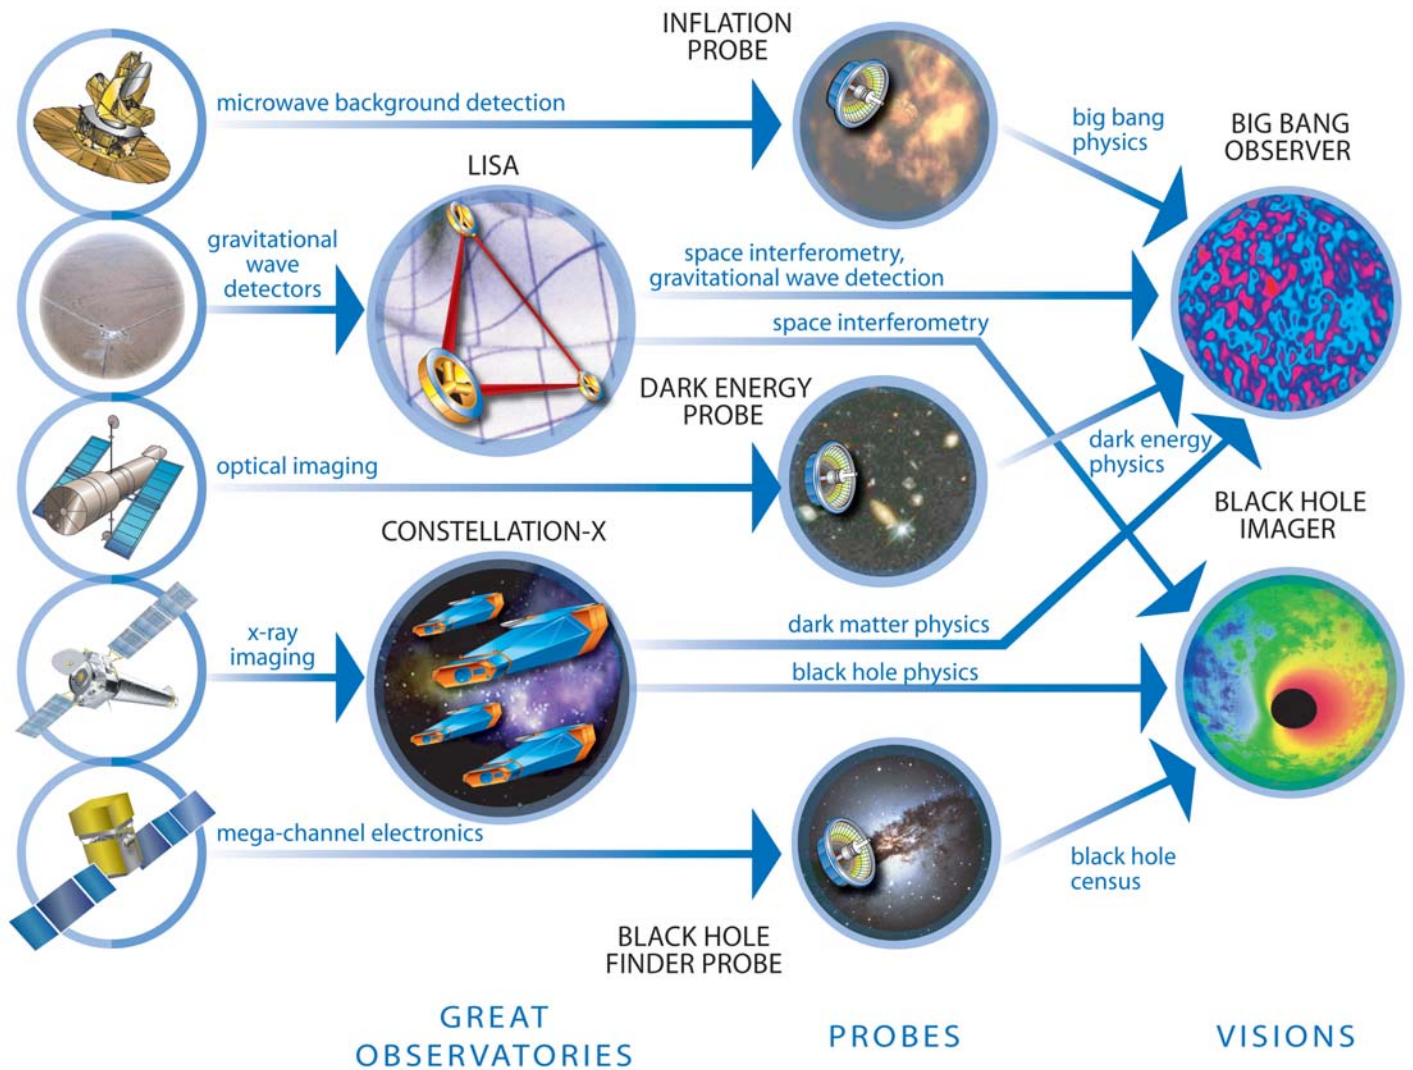 INFLATION
PROBE
microwave background detection
big bang
physics
BIG BANG
OBSERVER
LISA
gravitational
wave
detectors
space interferometry,
gravitational wave detection
space interferometry
DARK ENERGY
PROBE
optical imaging
dark energy
physics
CONSTELLATION-X
BLACK HOLE
IMAGER
x-ray
imaging
dark matter physics
black hole physics
mega-channel electronics
black hole
census
BLACK HOLE
FINDER PROBE
GREAT
OBSERVATORIES
PROBES
VISIONS